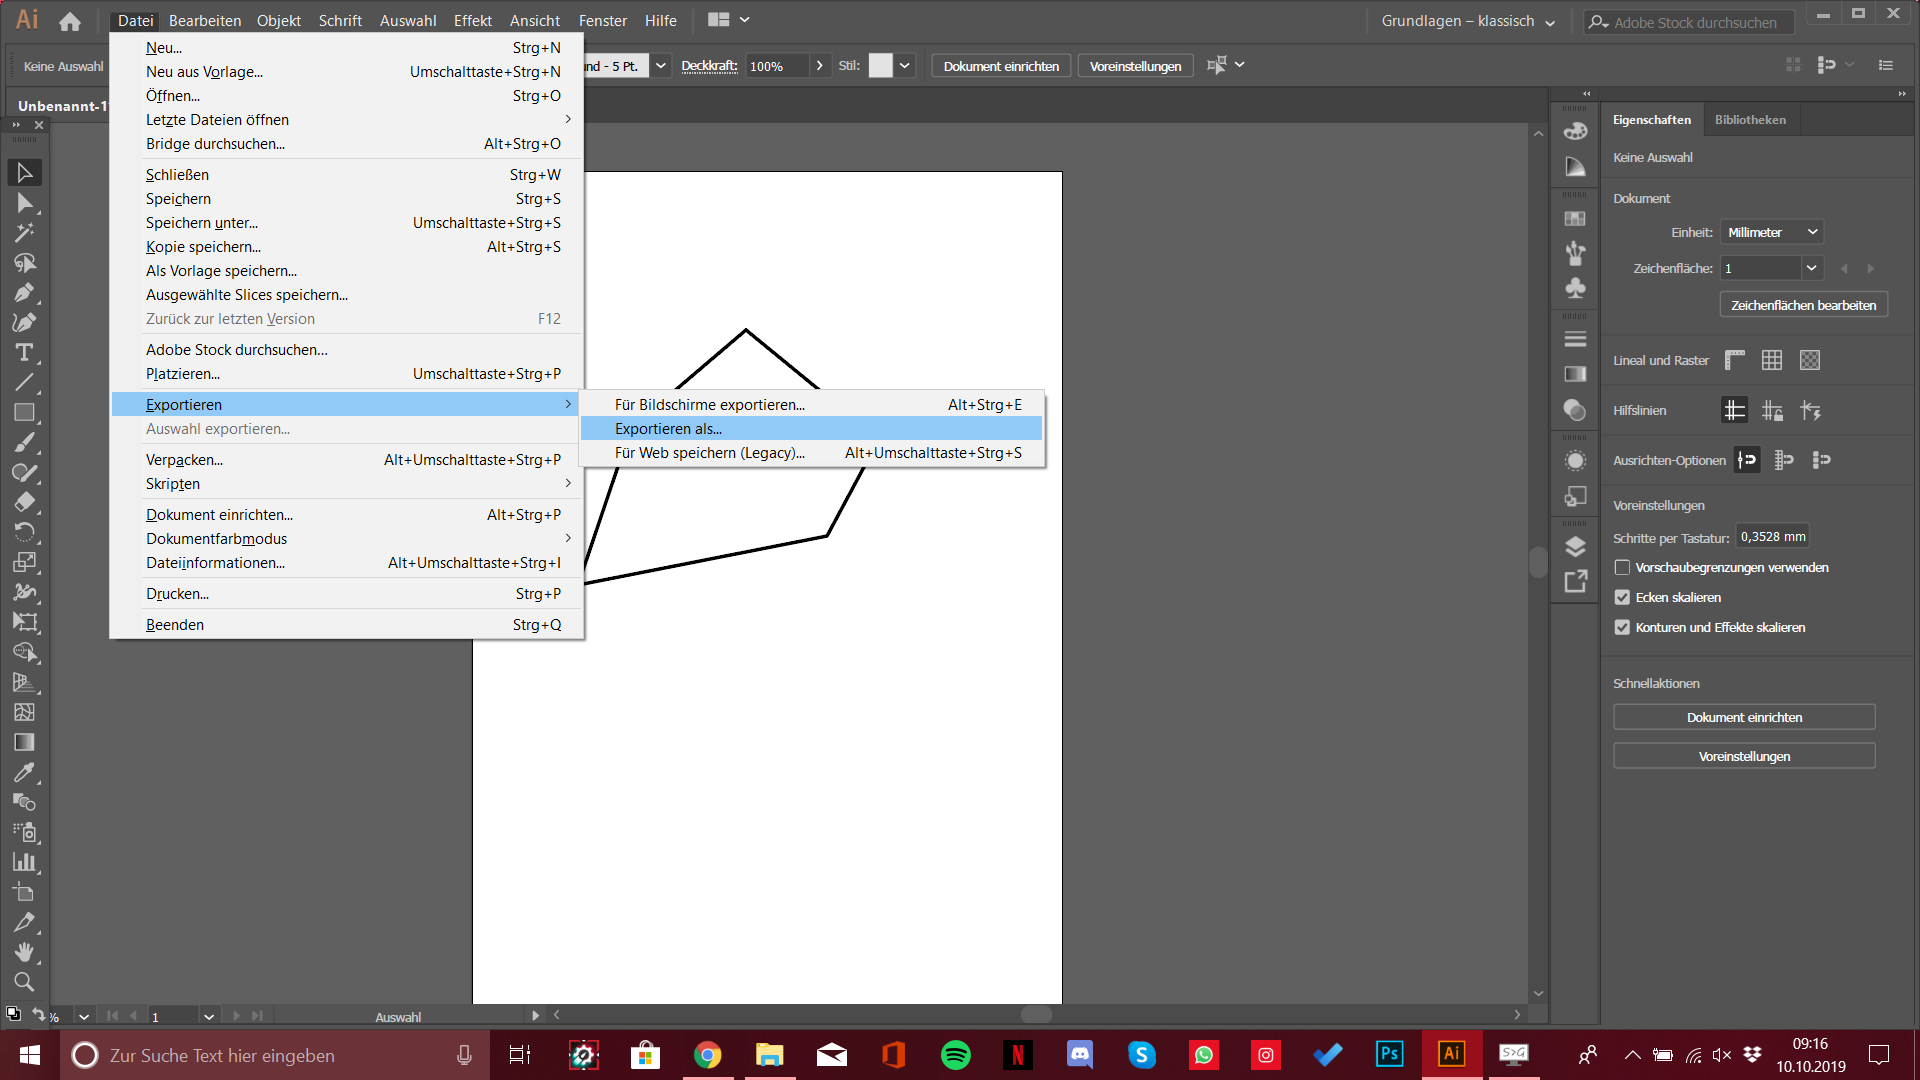 Ai Datei Bearbeiten Objekt Schrift Auswahl Effekt Ansicht Fenster Hilfe Grundlagen – klassisch Adobe Stock durchsuchen
Keine Auswahl und - 5 Pt. Deckkraft: 100% Stil: Dokument einrichten Voreinstellungen
Unbenannt-1
Neu... Strg+N
Neu aus Vorlage... Umschalttaste+Strg+N
Öffnen... Strg+O
Letzte Dateien öffnen
Bridge durchsuchen... Alt+Strg+O
Schließen Strg+W
Speichern Strg+S
Speichern unter... Umschalttaste+Strg+S
Kopie speichern... Alt+Strg+S
Als Vorlage speichern...
Ausgewählte Slices speichern...
Zurück zur letzten Version F12
Adobe Stock durchsuchen...
Platzieren... Umschalttaste+Strg+P
Exportieren
Auswahl exportieren...
Verpacken... Alt+Umschalttaste+Strg+P
Skripten
Dokument einrichten... Alt+Strg+P
Dokumentfarbmodus
Dateiinformationen... Alt+Umschalttaste+Strg+I
Drucken... Strg+P
Beenden Strg+Q
Für Bildschirme exportieren... Alt+Strg+E
Exportieren als...
Für Web speichern (Legacy)... Alt+Umschalttaste+Strg+S
Eigenschaften Bibliotheken
Keine Auswahl
Dokument
Einheit: Millimeter
Zeichenfläche: 1
Zeichenflächen bearbeiten
Lineal und Raster
Hilfslinien
Ausrichten-Optionen
Voreinstellungen
Schritte per Tastatur: 0,3528 mm
Vorschaubegrenzungen verwenden
Ecken skalieren
Konturen und Effekte skalieren
Schnellaktionen
Dokument einrichten
Voreinstellungen
% 1 Auswahl
Zur Suche Text hier eingeben
N S Ps Ai S>G
09:16
10.10.2019